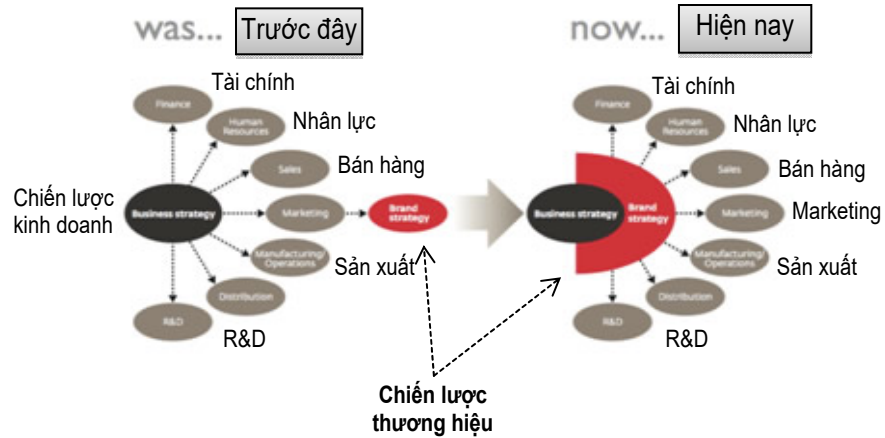 was...
Trước đây
now...
Hiện nay
Tài chính
Finance
Human
Resources
Nhân lực
Sales
Bán hàng
Chiến lược
kinh doanh
Business strategy
Marketing
Brand
strategy
Manufacturing/
Operations
Sản xuất
Distribution
R&D
R&D
Tài chính
Finance
Human
Resources
Nhân lực
Sales
Bán hàng
Business strategy
Brand
strategy
Marketing
Marketing
Manufacturing/
Operations
Sản xuất
Distribution
R&D
R&D
Chiến lược
thương hiệu